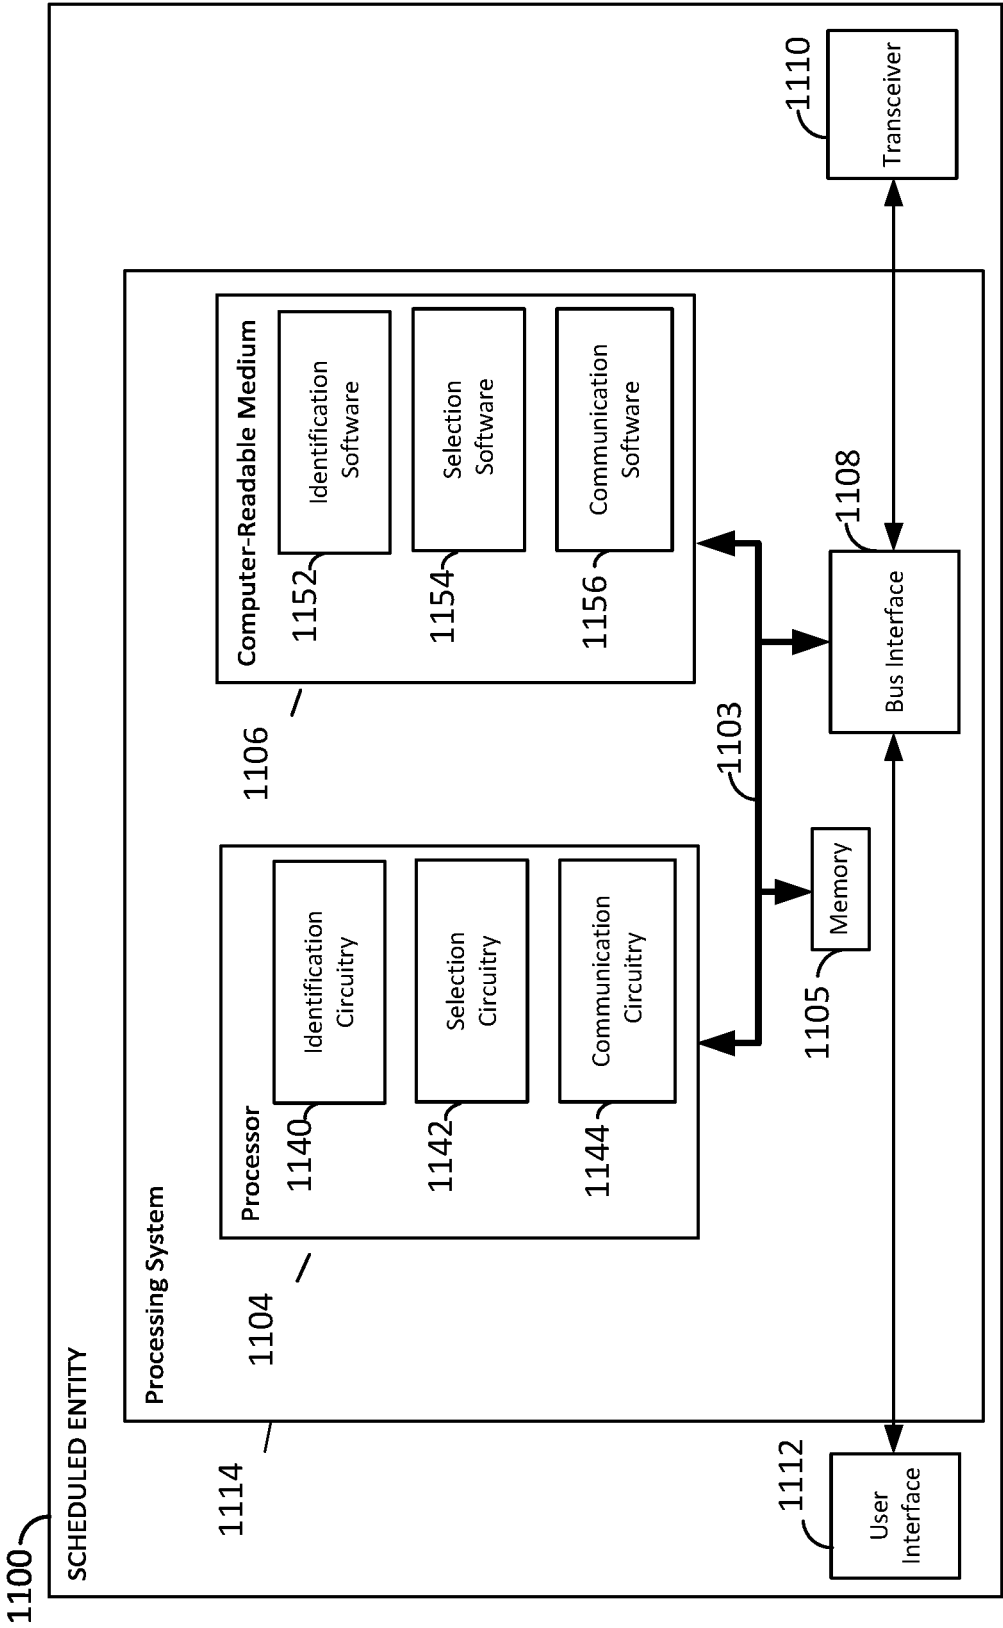 1100
SCHEDULED ENTITY
1114
Processing System
1104
Processor
1140
Identification
Circuitry
1142
Selection
Circuitry
1144
Communication
Circuitry
1106
Computer-Readable Medium
1152
Identification
Software
1154
Selection
Software
1156
Communication
Software
1103
1105
Memory
1108
Bus Interface
1112
User
Interface
1110
Transceiver